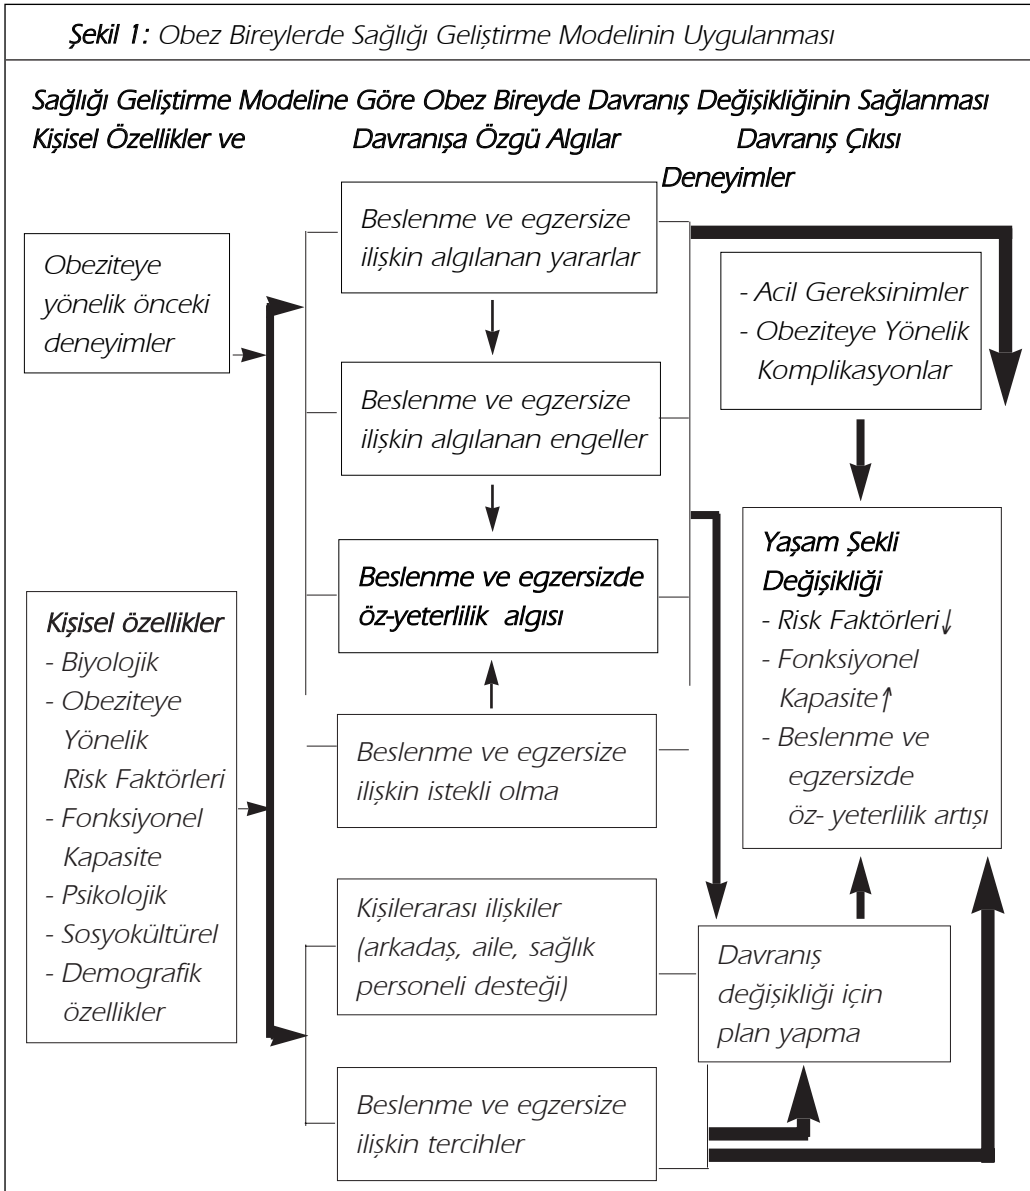 Şekil 1: Obez Bireylerde Sağlığı Geliştirme Modelinin Uygulanması
Sağlığı Geliştirme Modeline Göre Obez Bireyde Davranış Değişikliğinin Sağlanması
Kişisel Özellikler ve
Davranışa Özgü Algılar
Davranış Çıkısı
Deneyimler
Obeziteye
yönelik önceki
deneyimler
Kişisel özellikler
- Biyolojik
- Obeziteye
Yönelik
Risk Faktörleri
- Fonksiyonel
Kapasite
- Psikolojik
- Sosyokültürel
- Demografik
özellikler
Beslenme ve egzersize
ilişkin algılanan yararlar
Beslenme ve egzersize
ilişkin algılanan engeller
Beslenme ve egzersizde
öz-yeterlilik algısı
Beslenme ve egzersize
ilişkin istekli olma
Kişilerarası ilişkiler
(arkadaş, aile, sağlık
personeli desteği)
Beslenme ve egzersize
ilişkin tercihler
- Acil Gereksinimler
- Obeziteye Yönelik
Komplikasyonlar
Yaşam Şekli
Değişikliği
- Risk Faktörleri↓
- Fonksiyonel
Kapasite↑
- Beslenme ve
egzersizde
öz- yeterlilik artışı
Davranış
değişikliği için
plan yapma